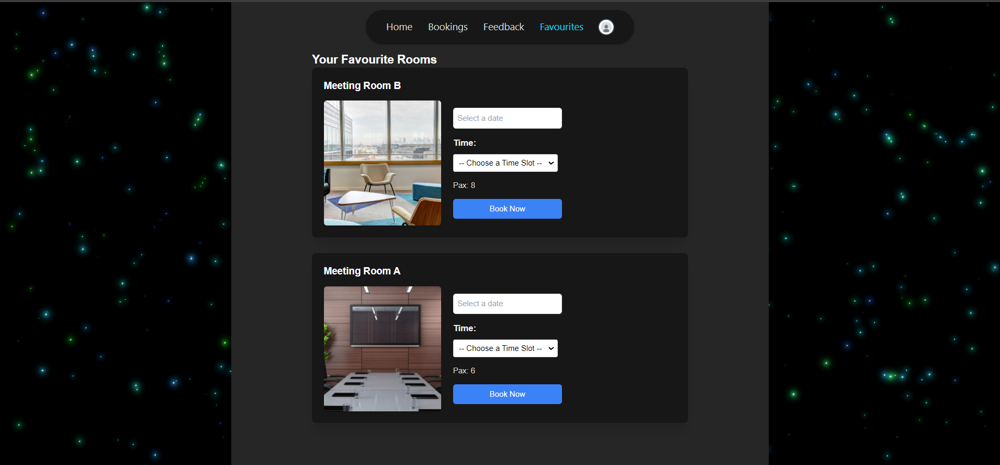 Home Bookings Feedback Favourites
Your Favourite Rooms
Meeting Room B
Select a date
Time:
-- Choose a Time Slot --
Pax: 8
Book Now
Meeting Room A
Select a date
Time:
-- Choose a Time Slot --
Pax: 6
Book Now